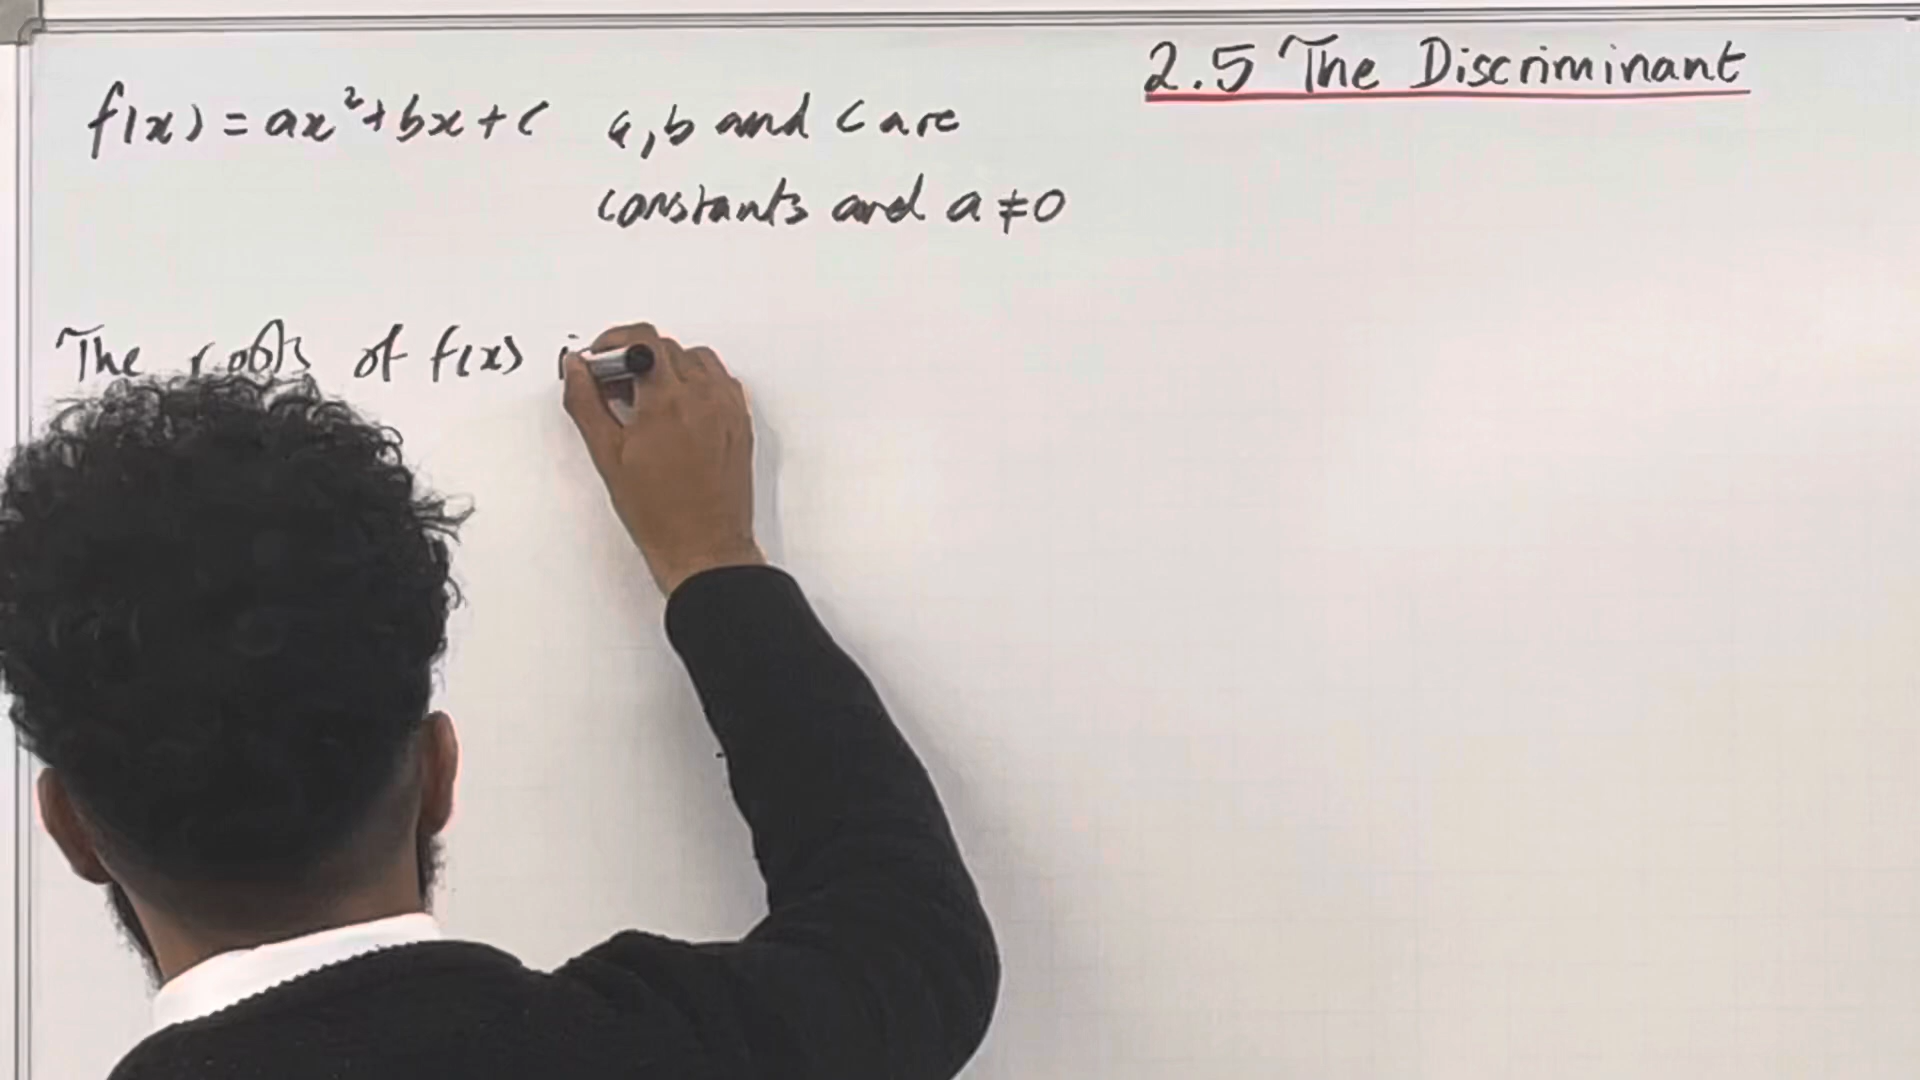 2.5 The Discriminant
f(x) = ax²+bx+c a, b and c are
constants and a ≠ 0
The roots of f(x)